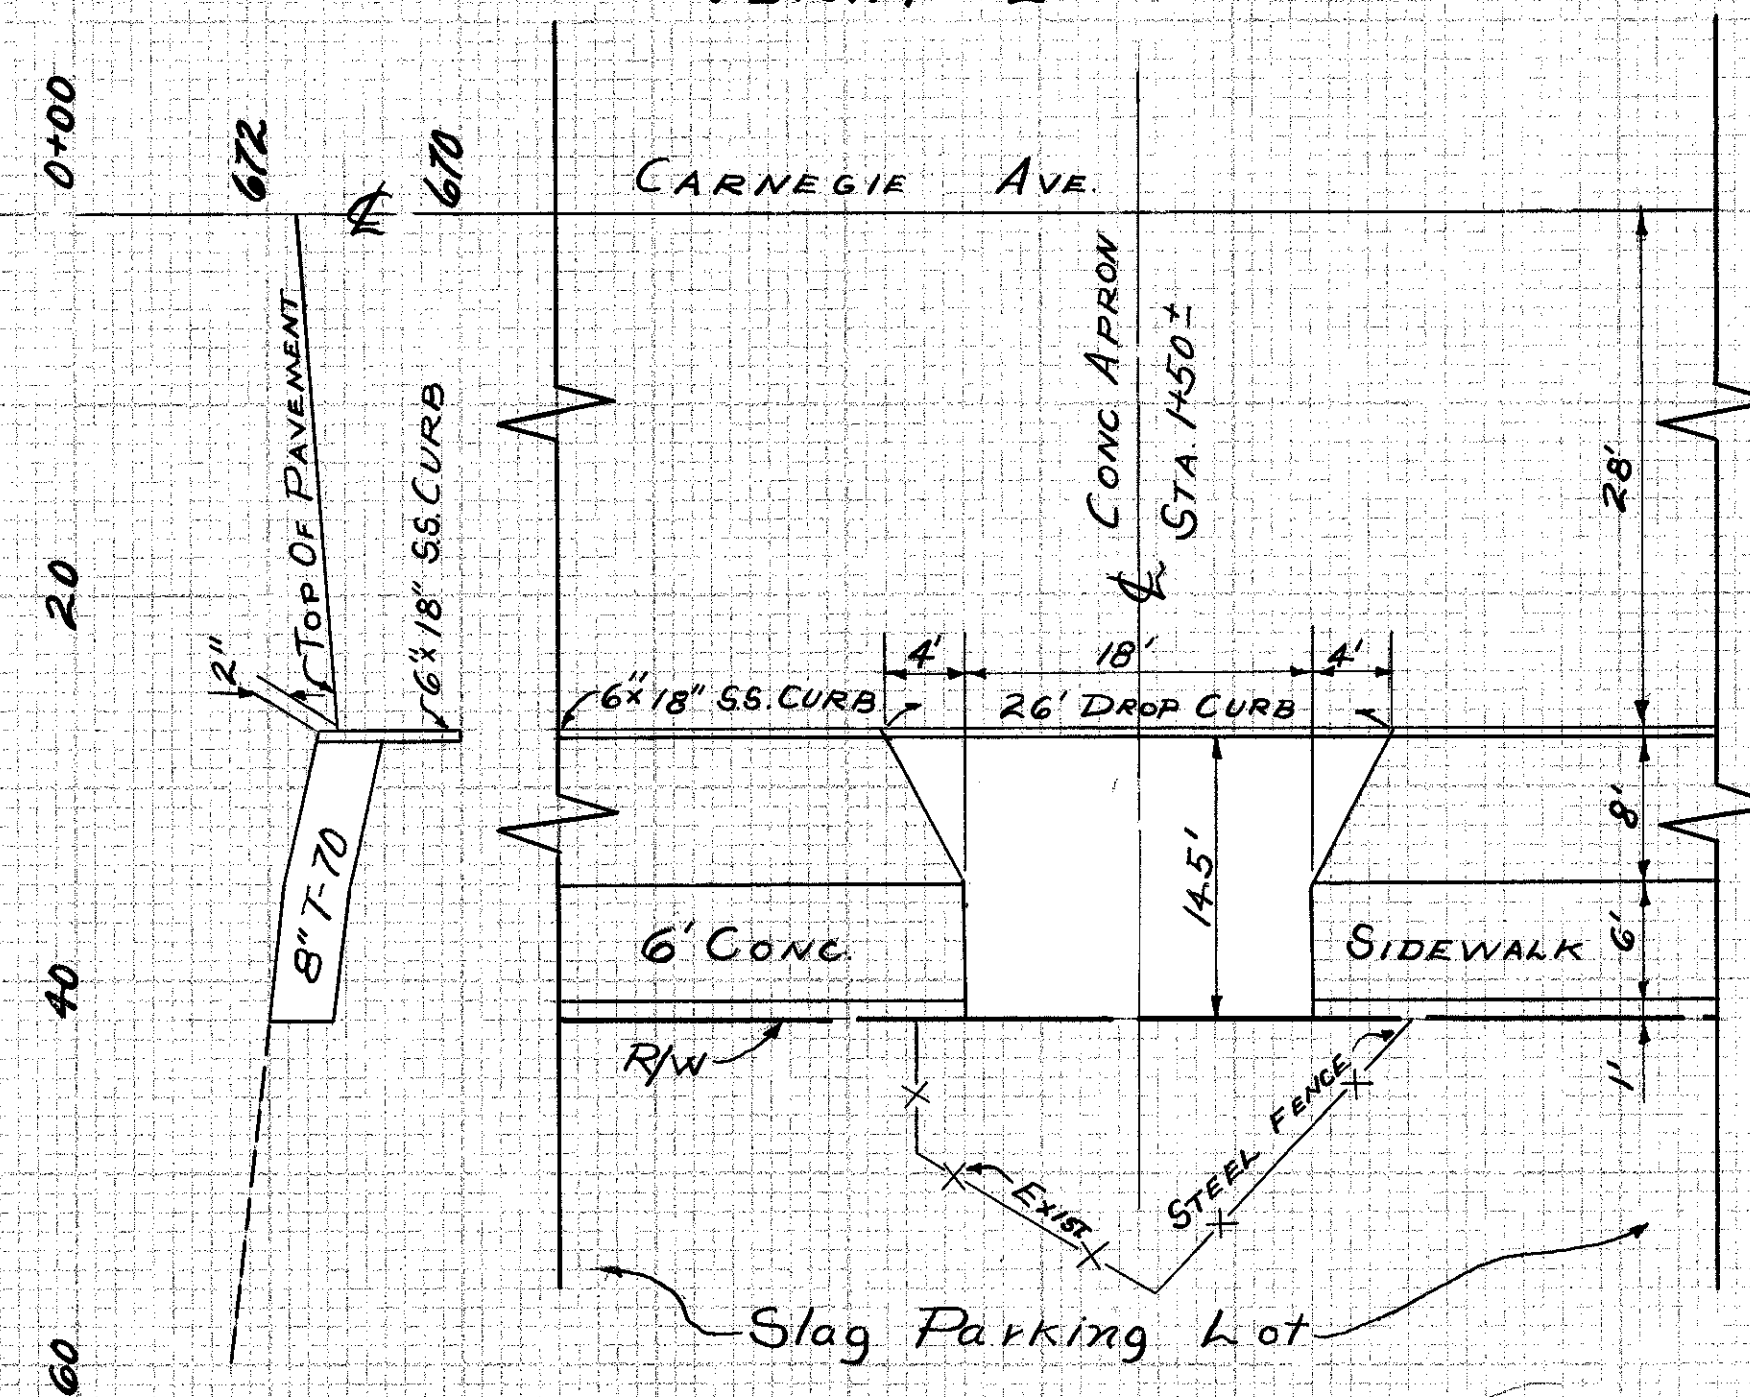 0+00
672
670
CARNEGIE AVE.
℄
TOP OF PAVEMENT
6"x18" S.S. CURB
CONC APRON
STA. 1+50±
℄
28'
20
2"
4'
18'
4'
6"x18" S.S. CURB
26' DROP CURB
8'
14.5'
8" T-70
6' CONC.
SIDEWALK
6'
40
R/W
1'
EXIST
STEEL FENCE
Slag Parking Lot
60